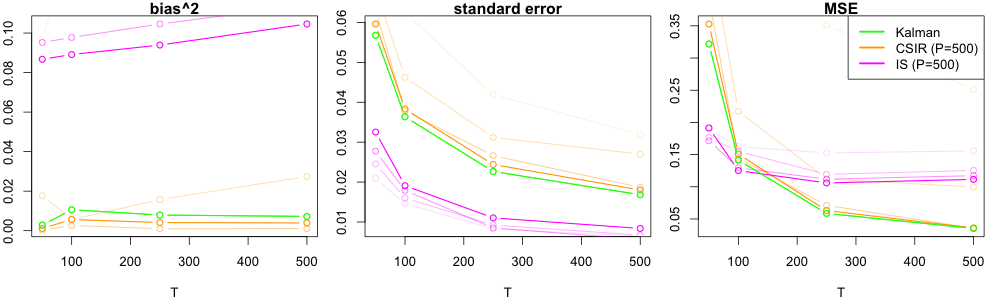 bias^2
0.00 0.02 0.04 0.06 0.08 0.10
100 200 300 400 500
T
standard error
0.01 0.02 0.03 0.04 0.05 0.06
100 200 300 400 500
T
MSE
0.05 0.15 0.25 0.35
Kalman
CSIR (P=500)
IS (P=500)
100 200 300 400 500
T